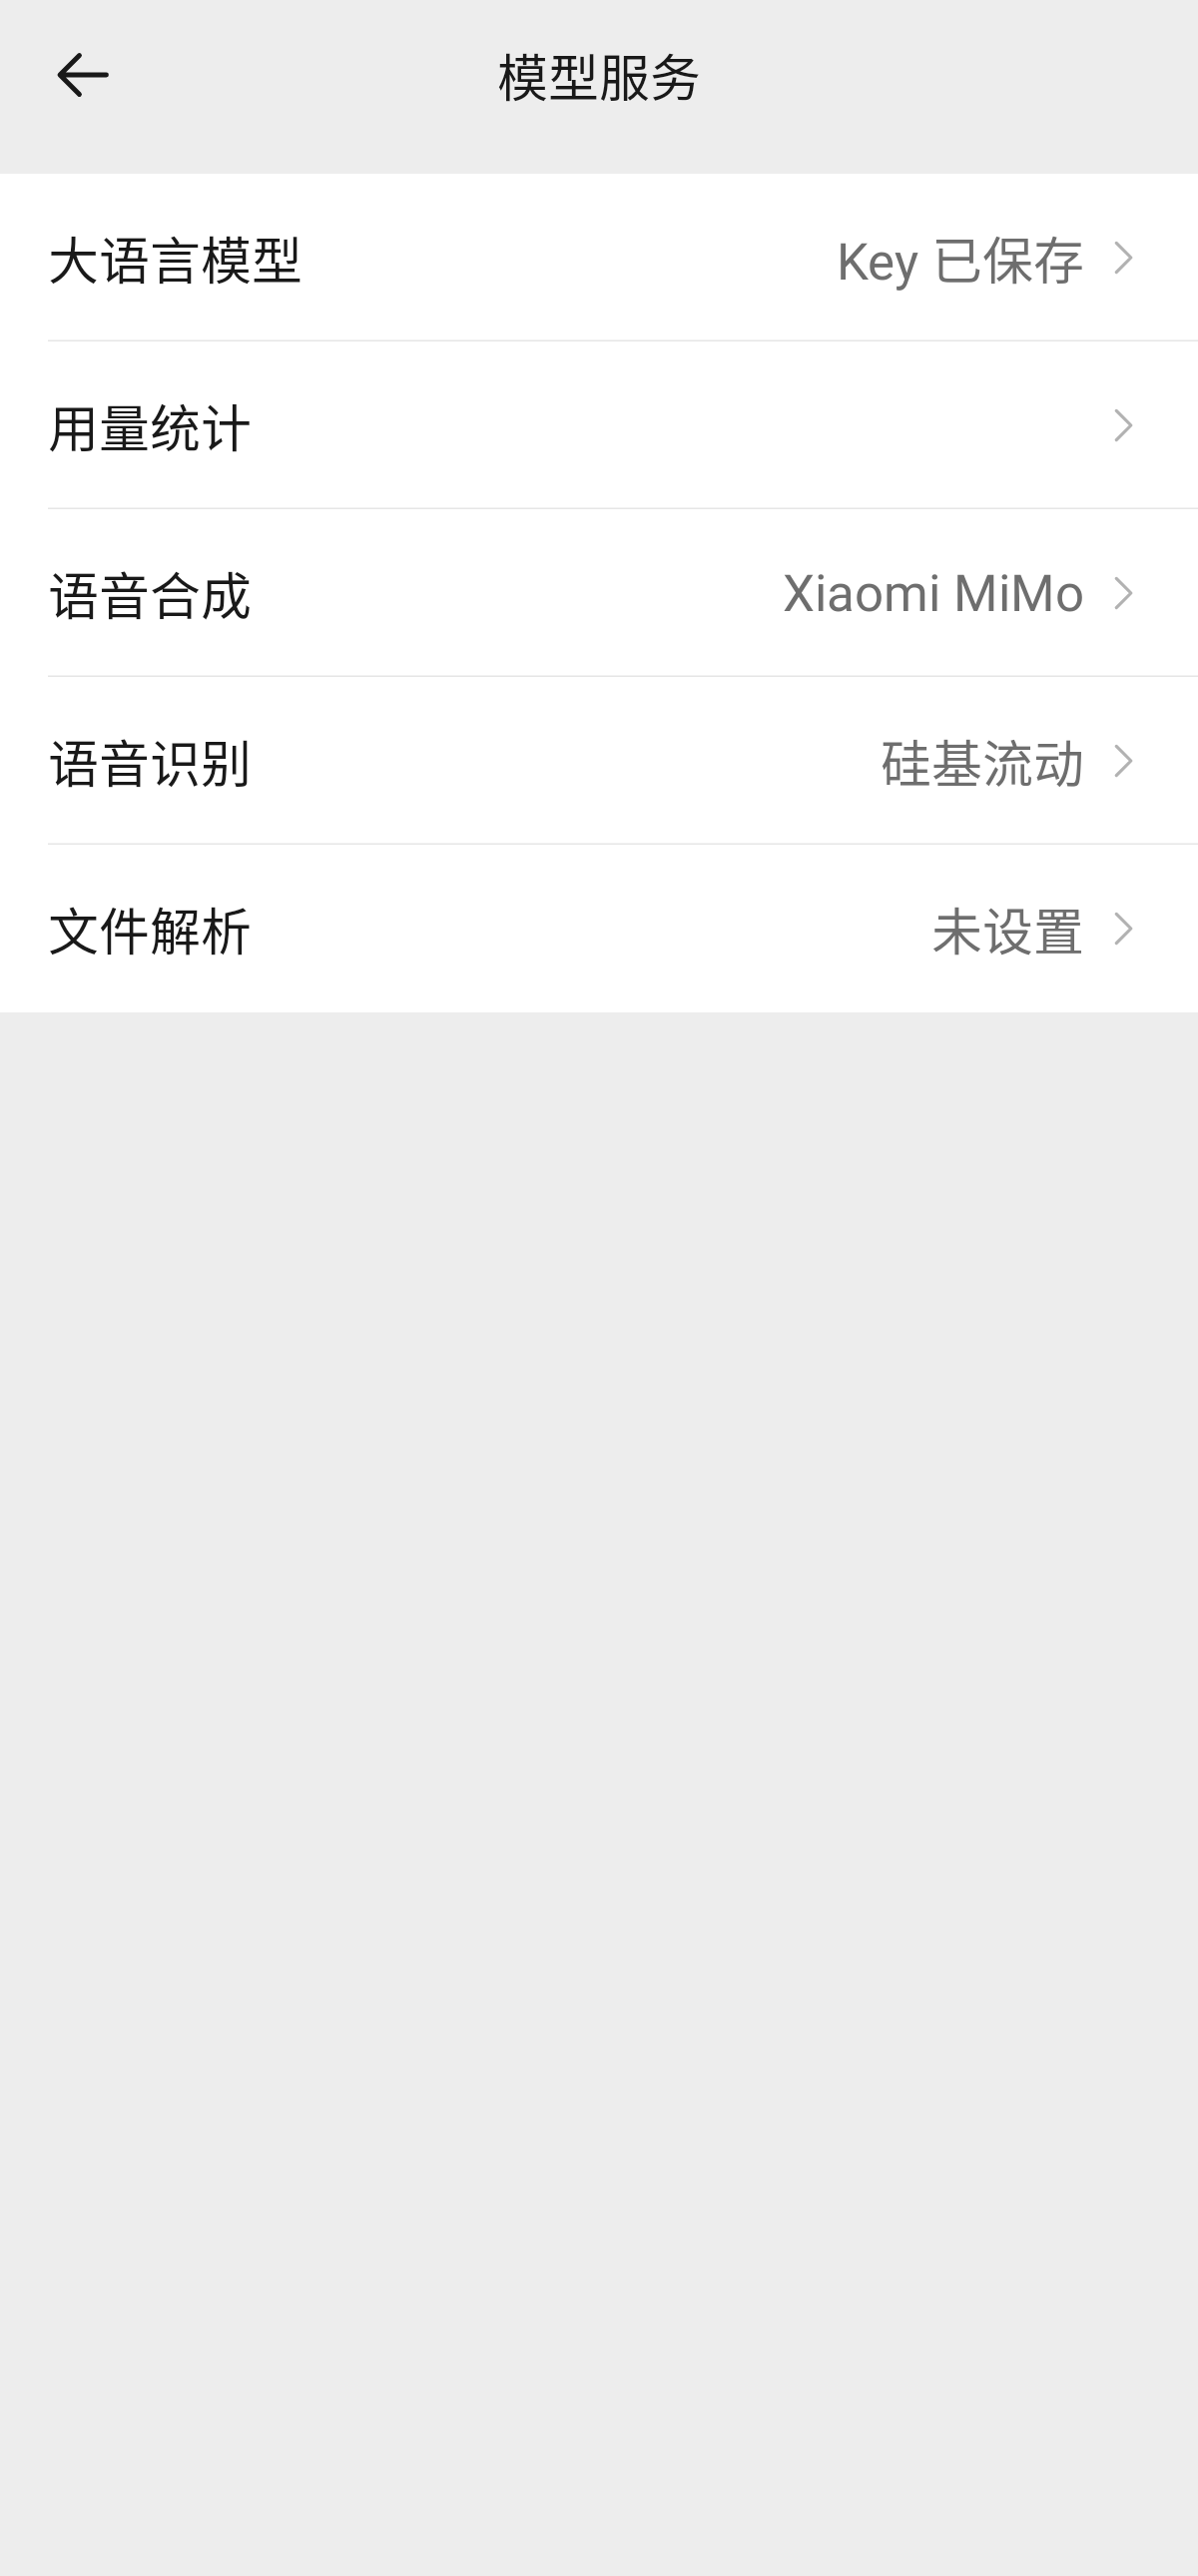 模型服务
大语言模型 Key 已保存
用量统计
语音合成 Xiaomi MiMo
语音识别 硅基流动
文件解析 未设置